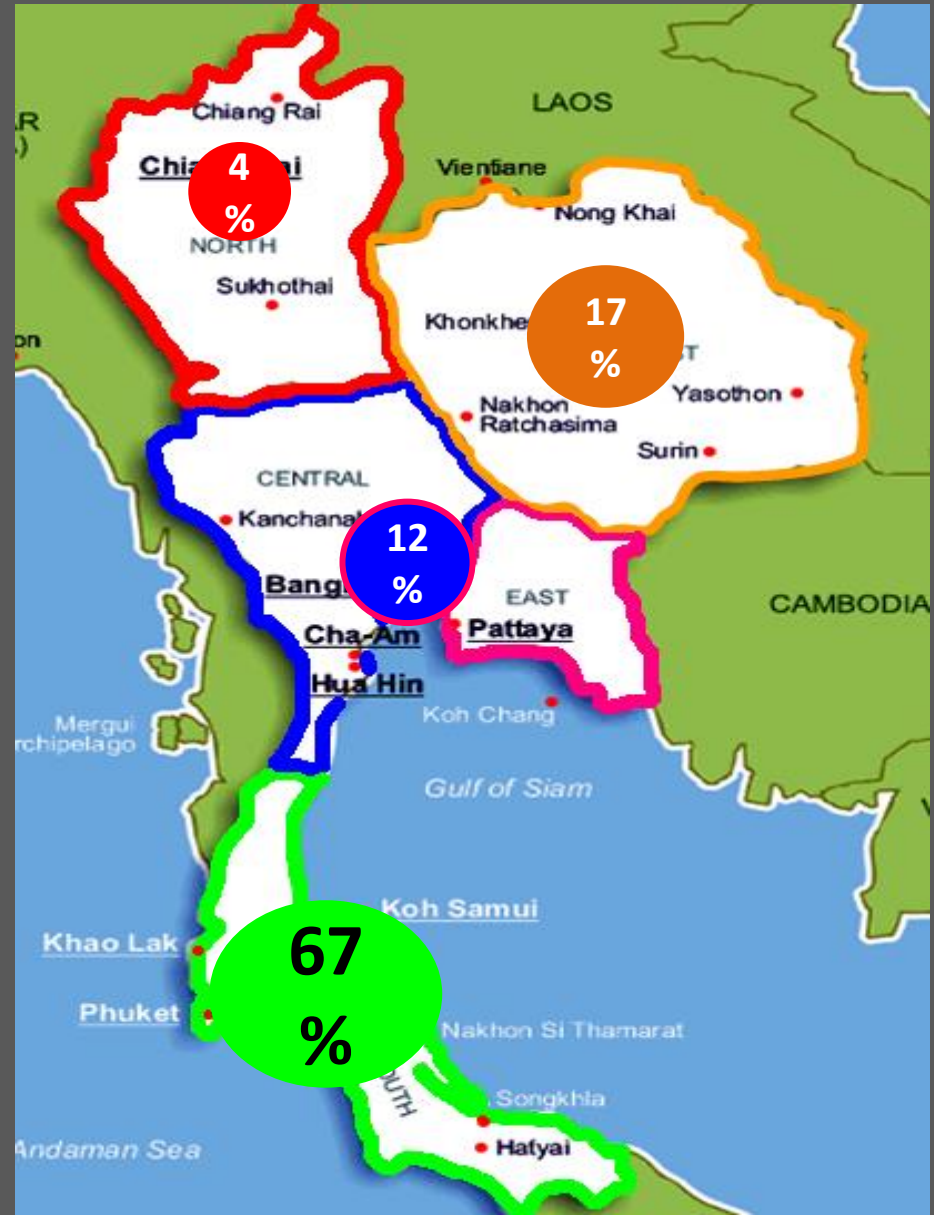 LAOS
Chiang Rai
4
%
Vientiane
Nong Khai
NORTH
Sukhothai
17
%
Yasothon
Nakhon
Ratchasima
Surin
CENTRAL
12
%
EAST
CAMBODIA
Pattaya
Cha-Am
Hua Hin
Koh Chang
Mergui
Gulf of Siam
Koh Samui
67
%
Khao Lak
Phuket
Nakhon Si Thamarat
Songkhla
Hatyai
Andaman Sea